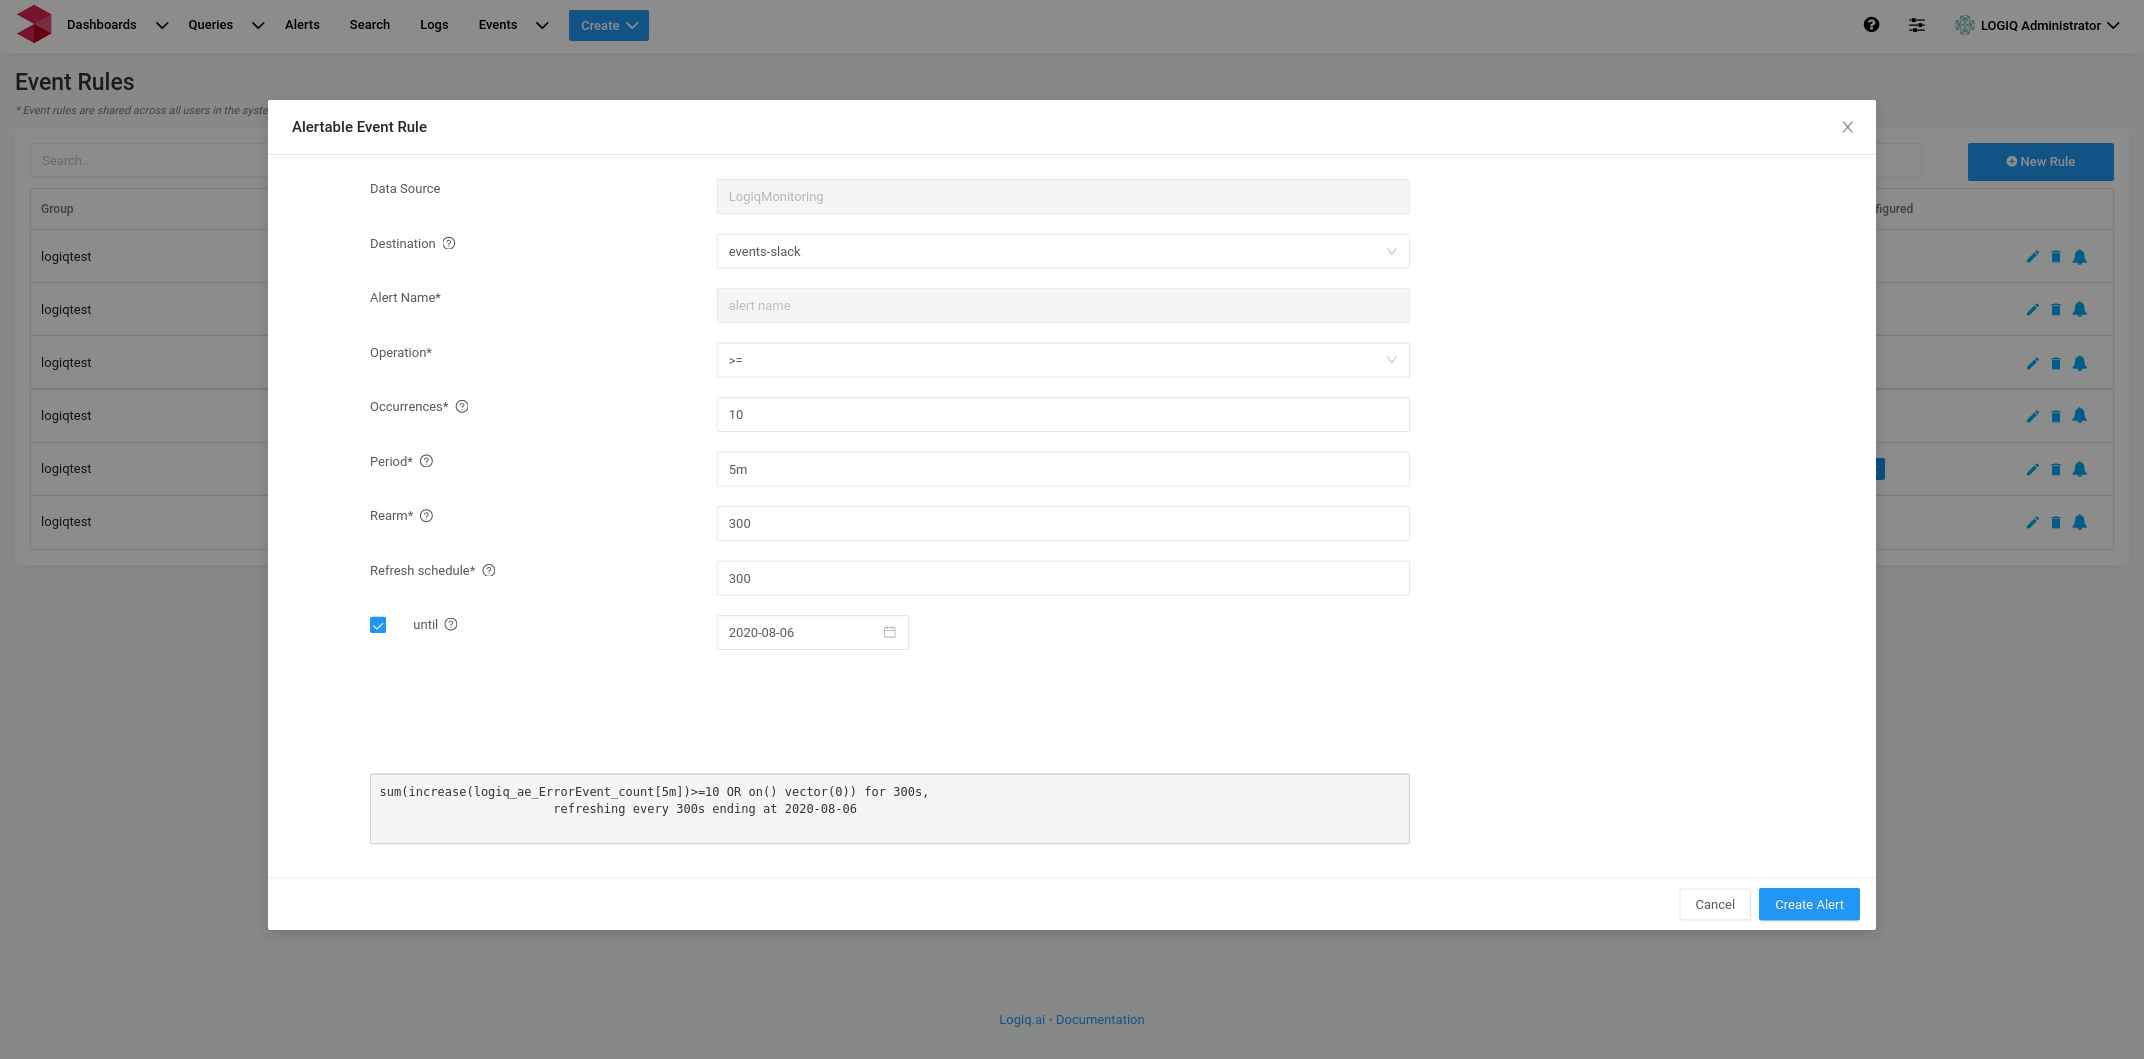 Dashboards Queries Alerts Search Logs Events Create LOGIQ Administrator
Event Rules
* Event rules are shared across all users in the
Alertable Event Rule
Search...
New Rule
Group
logiqtest
logiqtest
logiqtest
logiqtest
logiqtest
logiqtest
Data Source LogiqMonitoring
Destination events-slack
Alert Name* alert name
Operation* >=
Occurrences* 10
Period* 5m
Rearm* 300
Refresh schedule* 300
until 2020-08-06
sum(increase(logiq_ae_ErrorEvent_count[5m])>=10 OR on() vector(0)) for 300s,
refreshing every 300s ending at 2020-08-06
Cancel Create Alert
Logiq.ai · Documentation